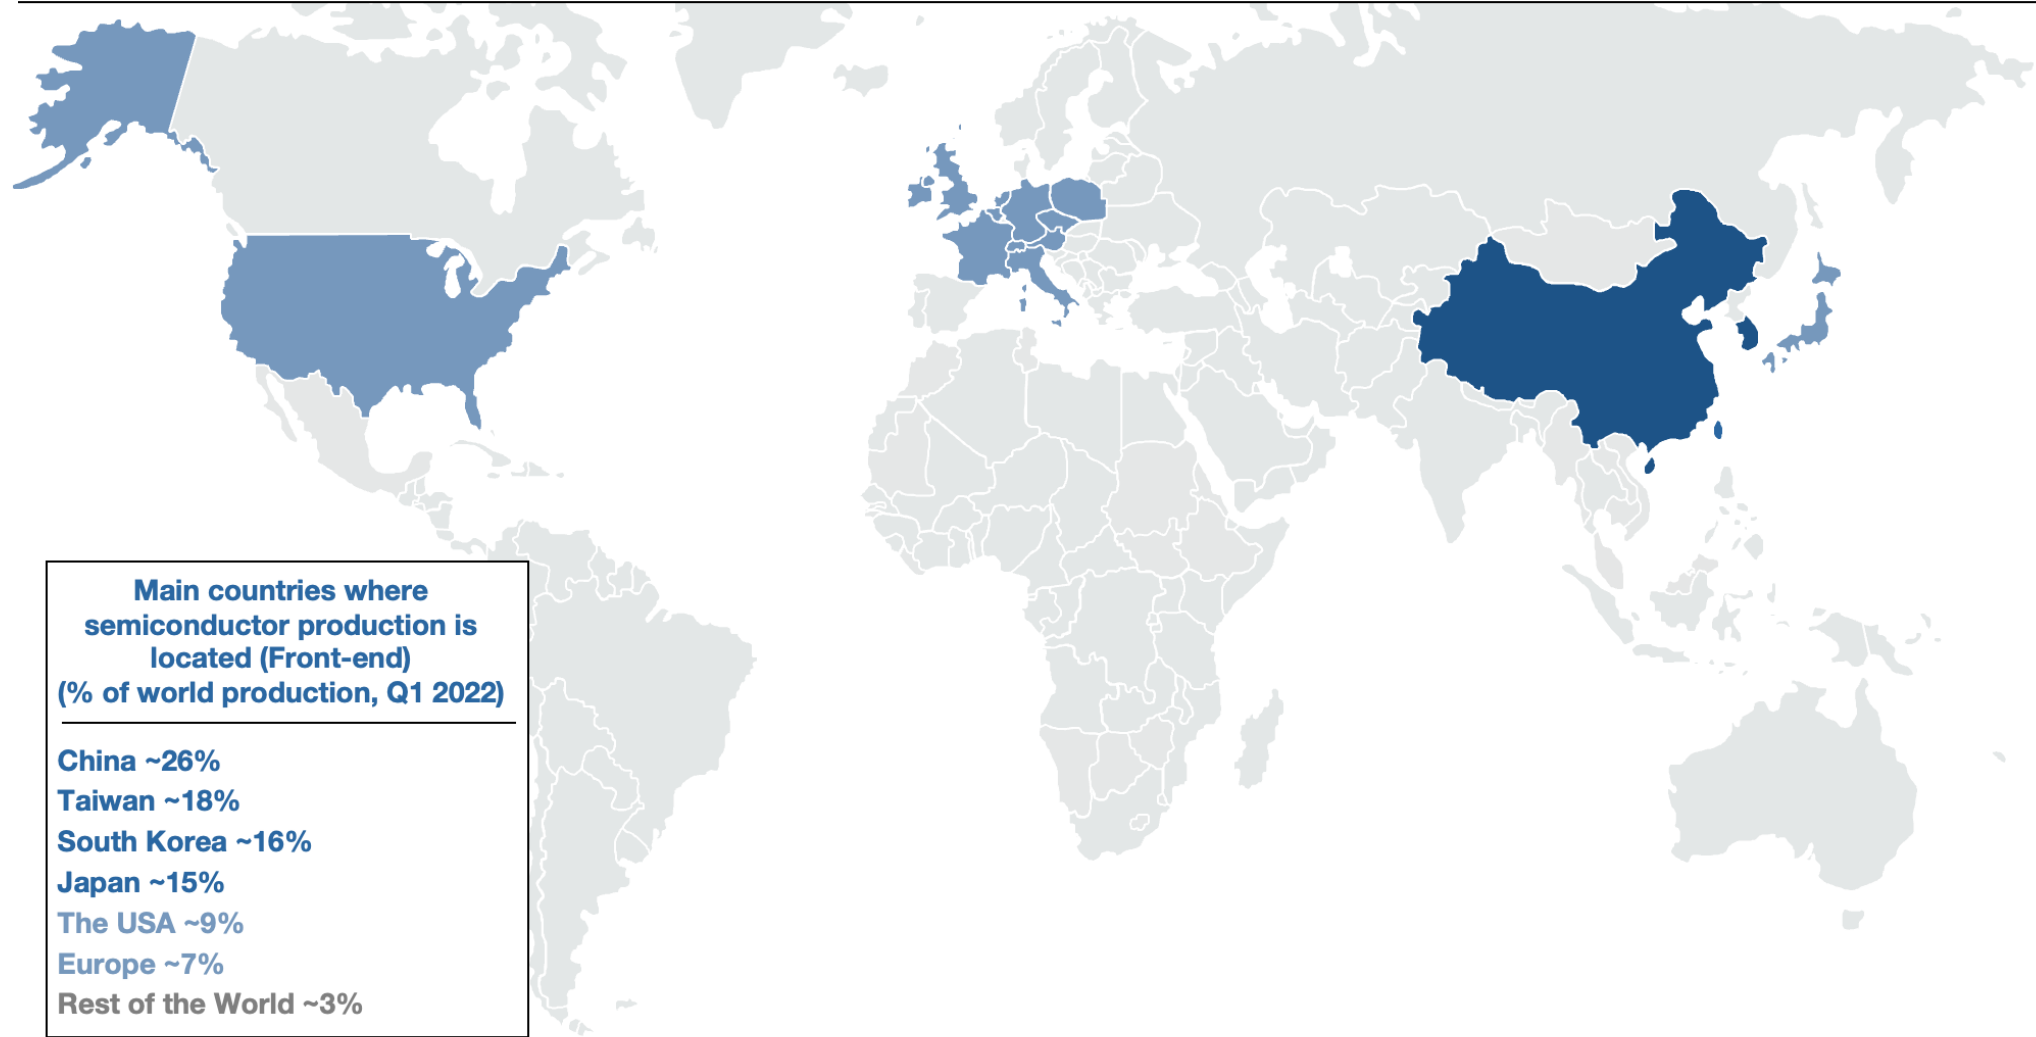 Main countries where
semiconductor production is
located (Front-end)
(% of world production, Q1 2022)
China ~26%
Taiwan ~18%
South Korea ~16%
Japan ~15%
The USA ~9%
Europe ~7%
Rest of the World ~3%